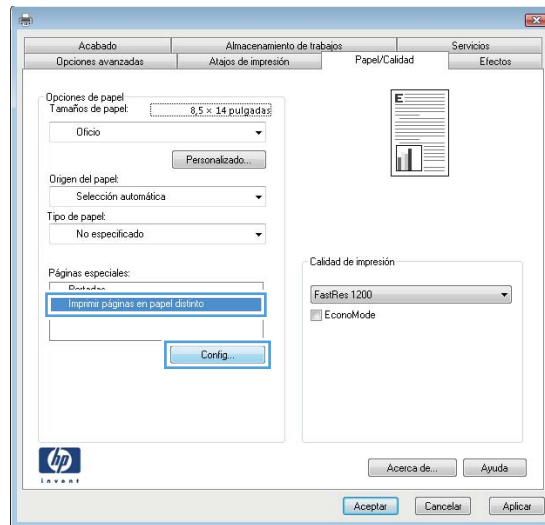 Acabado Almacenamiento de trabajos Servicios
Opciones avanzadas Atajos de impresión Papel/Calidad Efectos
Opciones de papel
Tamaños de papel: 8,5 × 14 pulgadas
Oficio
Personalizado...
Origen del papel:
Selección automática
Tipo de papel:
No especificado
Páginas especiales:
Portadas
Imprimir páginas en papel distinto
Config...
E
Calidad de impresión
FastRes 1200
EconoMode
hp
invent
Acerca de... Ayuda
Aceptar Cancelar Aplicar